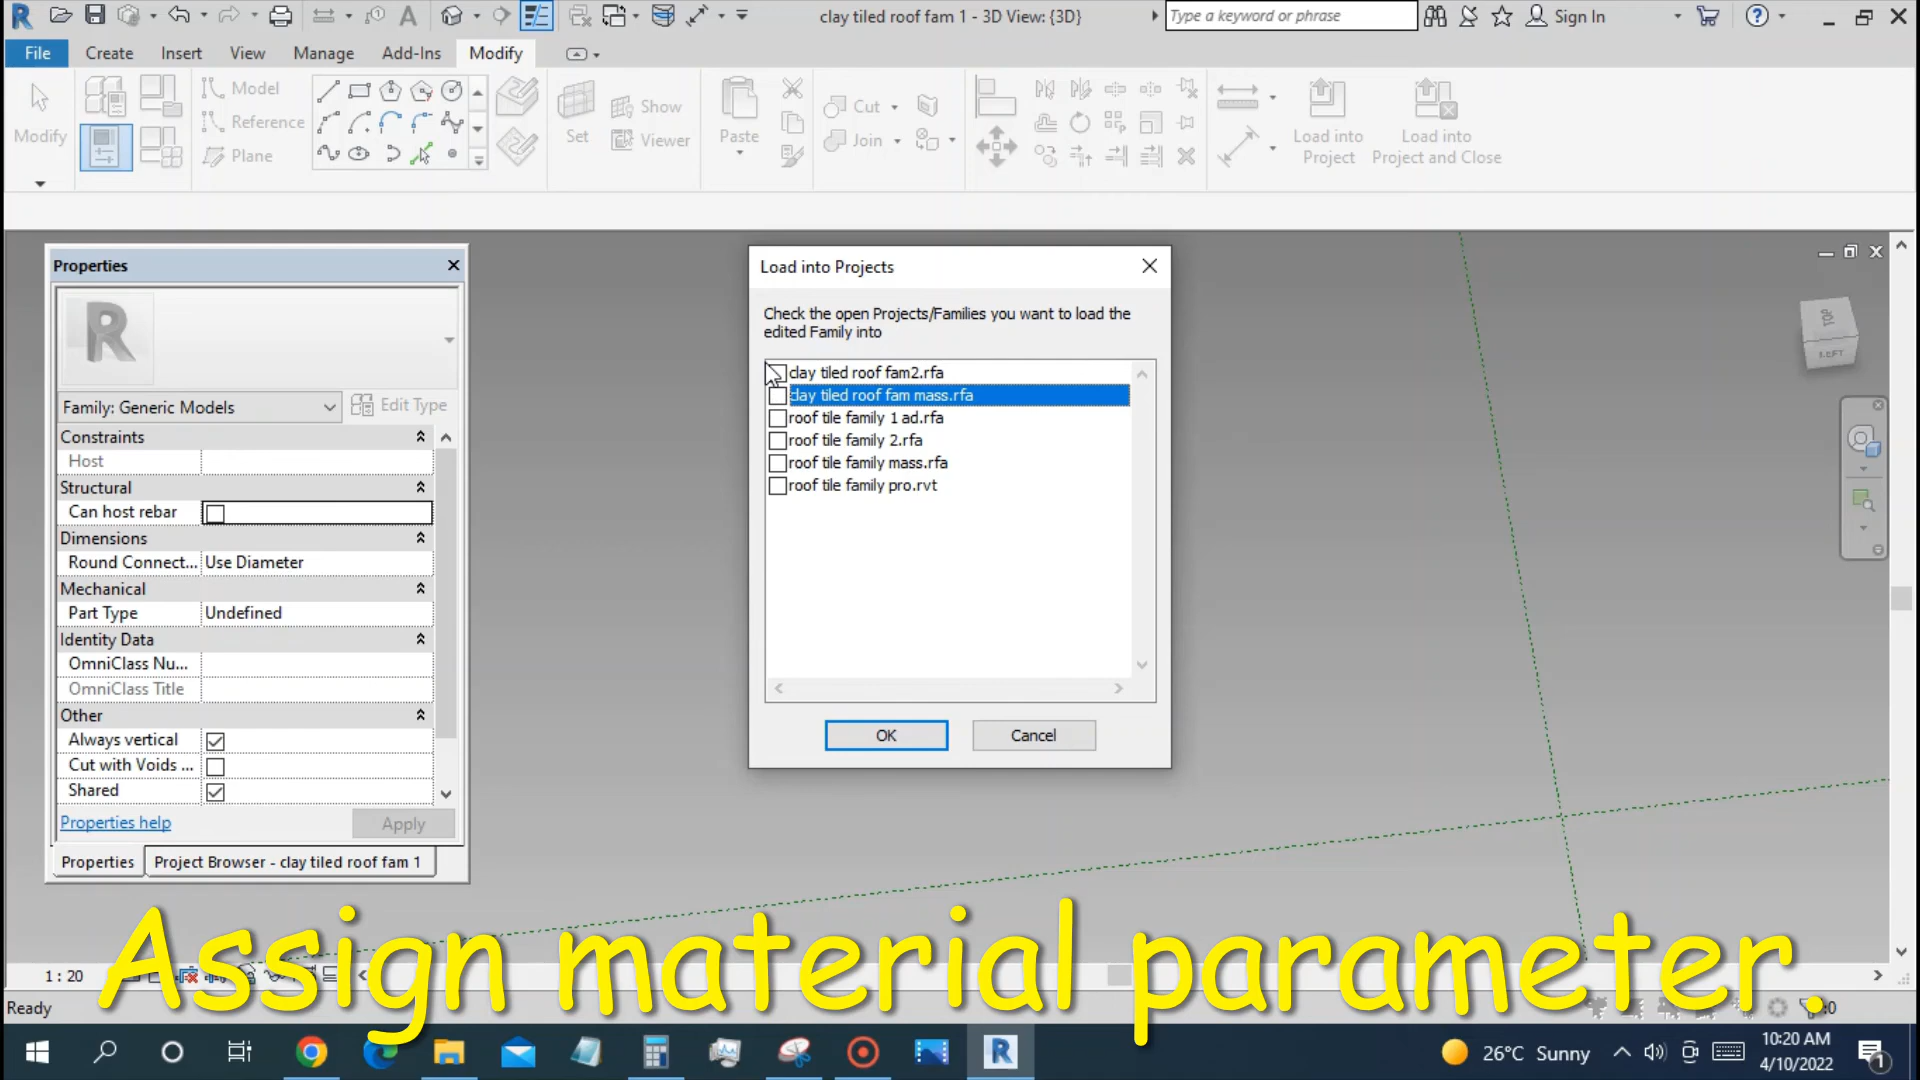 clay tiled roof fam 1 - 3D View: {3D}
Type a keyword or phrase
Sign In
File
Create
Insert
View
Manage
Add-Ins
Modify
Modify
Model
Reference
Plane
Set
Show
Viewer
Paste
Cut
Join
Load into
Project
Load into
Project and Close
Properties
Family: Generic Models
Edit Type
Constraints
Host
Structural
Can host rebar
Dimensions
Round Connect...
Use Diameter
Mechanical
Part Type
Undefined
Identity Data
OmniClass Nu...
OmniClass Title
Other
Always vertical
Cut with Voids ...
Shared
Properties help
Apply
Properties
Project Browser - clay tiled roof fam 1
Load into Projects
Check the open Projects/Families you want to load the
edited Family into
clay tiled roof fam2.rfa
clay tiled roof fam mass.rfa
roof tile family 1 ad.rfa
roof tile family 2.rfa
roof tile family mass.rfa
roof tile family pro.rvt
OK
Cancel
TOP
LEFT
Assign material parameter.
1 : 20
Ready
:0
26°C Sunny
10:20 AM
4/10/2022
1